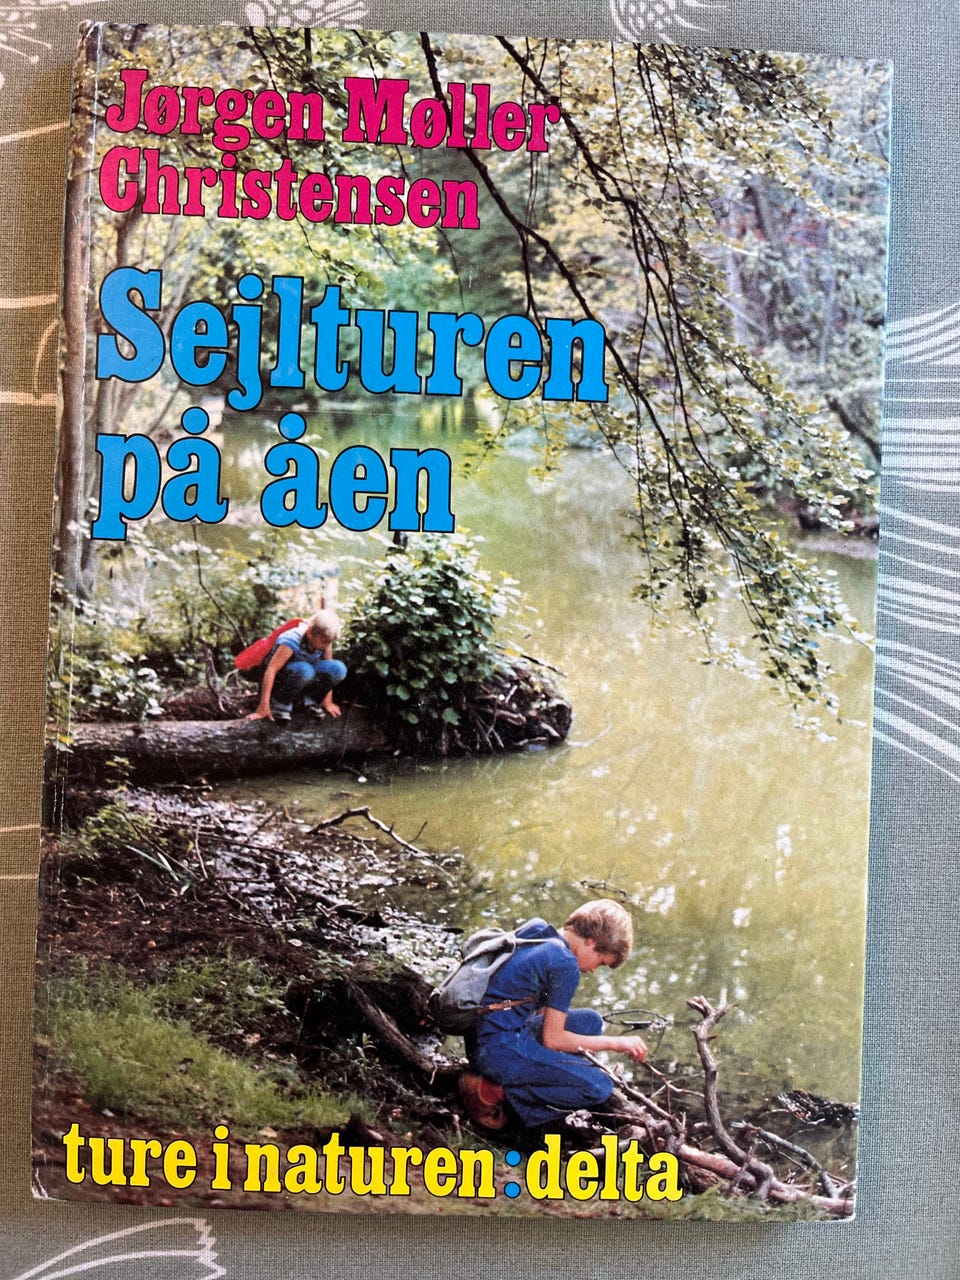 Jørgen Møller
Christensen
Sejlturen
på åen
ture i naturen:delta